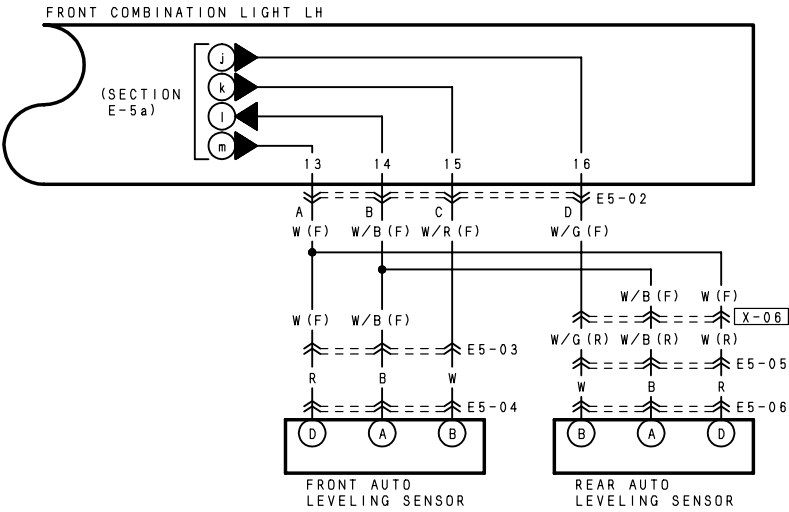 FRONT COMBINATION LIGHT LH
(SECTION
E-5a)
j
k
l
m
13 14 15 16
E5-02
A B C D
W (F) W/B (F) W/R (F) W/G (F)
W/B (F) W (F)
X-06
W (F) W/B (F)
W/G (R) W/B (R) W (R)
E5-03
E5-05
R B W
W B R
E5-04
E5-06
D A B
B A D
FRONT AUTO
LEVELING SENSOR
REAR AUTO
LEVELING SENSOR